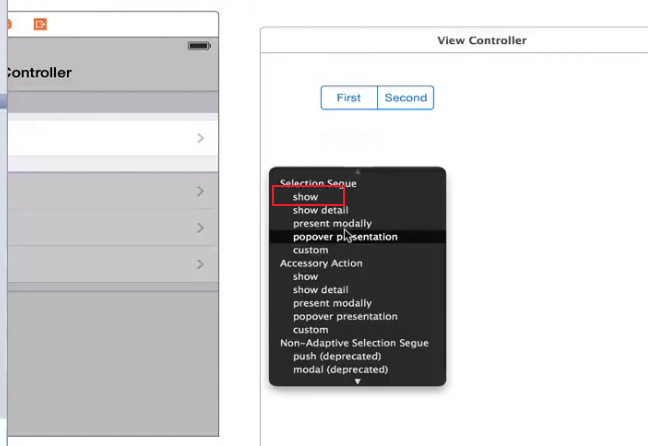 Controller
View Controller
First Second
Selection Segue
show
show detail
present modally
popover presentation
custom
Accessory Action
show
show detail
present modally
popover presentation
custom
Non-Adaptive Selection Segue
push (deprecated)
modal (deprecated)